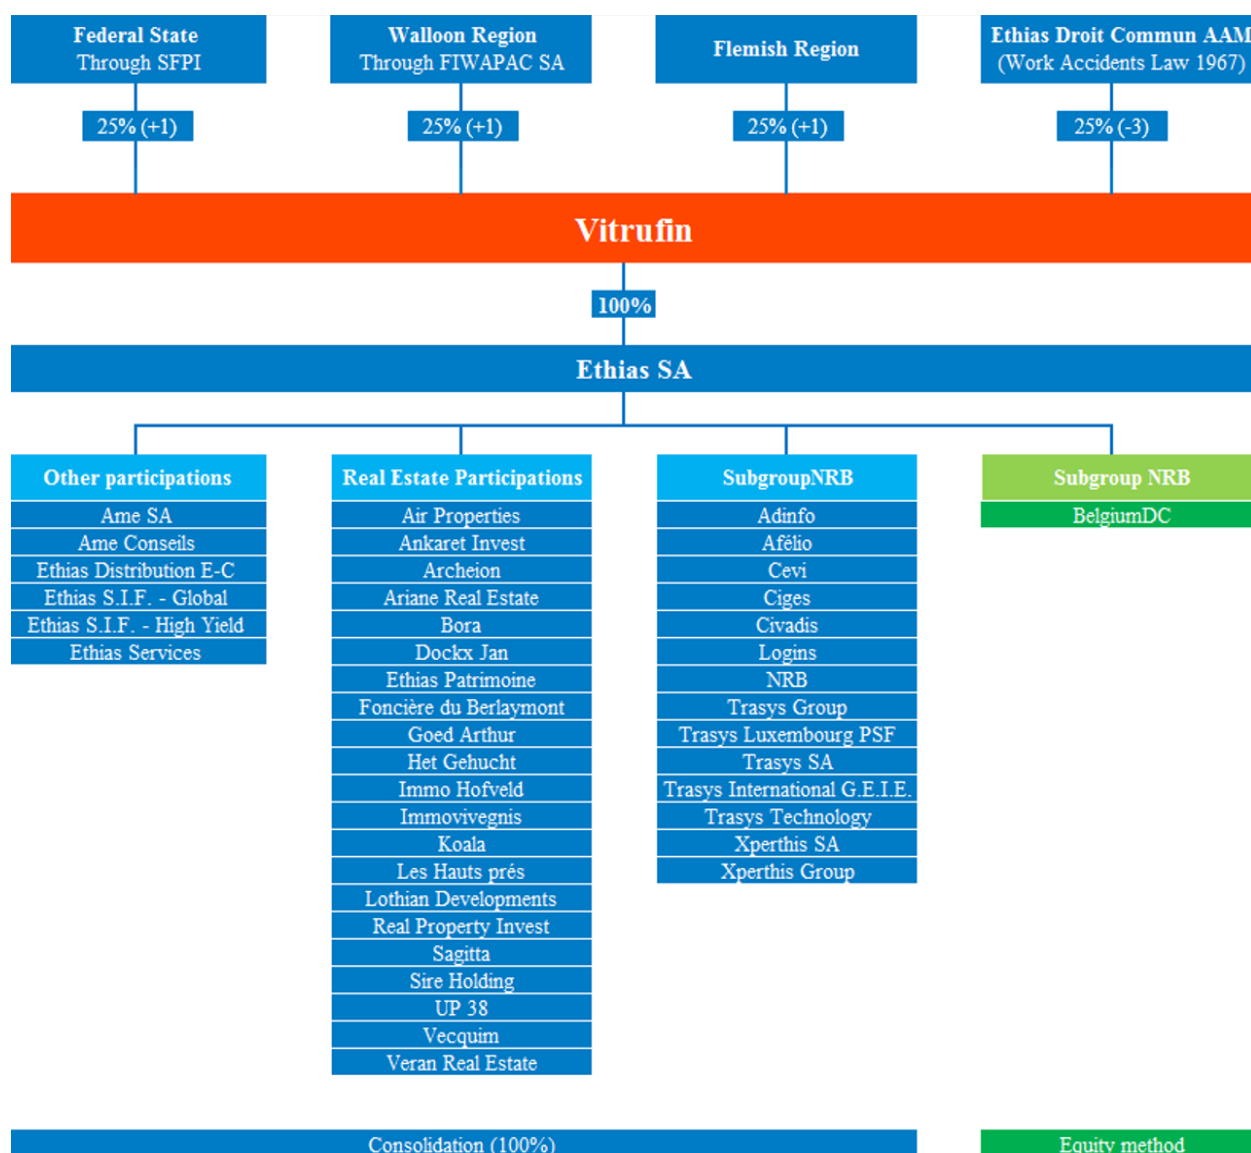 Federal State
Through SFPI
Walloon Region
Through FIWAPAC SA
Flemish Region
Ethias Droit Commun AAM
(Work Accidents Law 1967)
25% (+1)
25% (+1)
25% (+1)
25% (-3)
Vitrufin
100%
Ethias SA
Other participations
Ame SA
Ame Conseils
Ethias Distribution E-C
Ethias S.I.F. - Global
Ethias S.I.F. - High Yield
Ethias Services
Real Estate Participations
Air Properties
Ankaret Invest
Archeion
Ariane Real Estate
Bora
Dockx Jan
Ethias Patrimoine
Foncière du Berlaymont
Goed Arthur
Het Gehucht
Immo Hofveld
Immovivegnis
Koala
Les Hauts prés
Lothian Developments
Real Property Invest
Sagitta
Sire Holding
UP 38
Vecquim
Veran Real Estate
SubgroupNRB
Adinfo
Afélio
Cevi
Ciges
Civadis
Logins
NRB
Trasys Group
Trasys Luxembourg PSF
Trasys SA
Trasys International G.E.I.E.
Trasys Technology
Xperthis SA
Xperthis Group
Subgroup NRB
BelgiumDC
Consolidation (100%)
Equity method